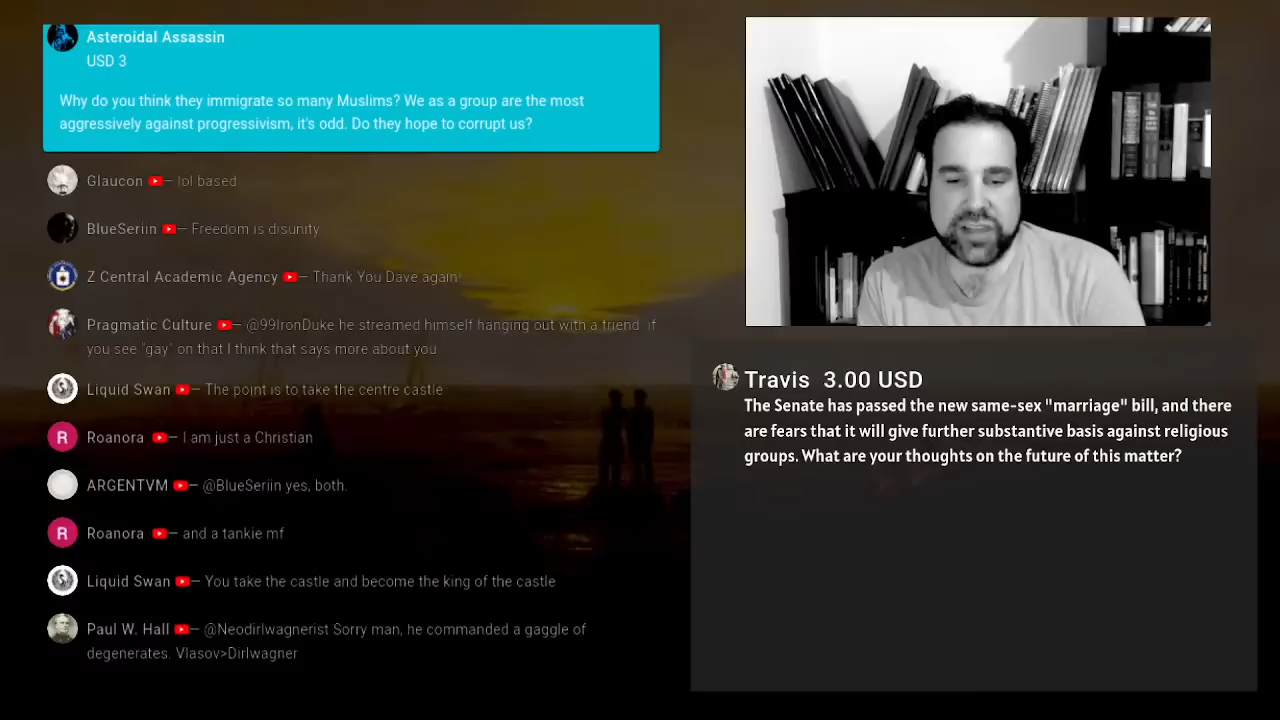 Asteroidal Assassin
USD 3
Why do you think they immigrate so many Muslims? We as a group are the most
aggressively against progressivism, it's odd. Do they hope to corrupt us?
Glaucon — lol based
BlueSeriin — Freedom is disunity
Z Central Academic Agency — Thank You Dave again!
Pragmatic Culture — @99IronDuke he streamed himself hanging out with a friend if
you see "gay" on that I think that says more about you
Liquid Swan — The point is to take the centre castle
R Roanora — I am just a Christian
ARGENTVM — @BlueSeriin yes, both.
R Roanora — and a tankie mf
Liquid Swan — You take the castle and become the king of the castle
Paul W. Hall — @Neodirlwagnerist Sorry man, he commanded a gaggle of
degenerates. Vlasov>Dirlwagner
Travis 3.00 USD
The Senate has passed the new same-sex "marriage" bill, and there
are fears that it will give further substantive basis against religious
groups. What are your thoughts on the future of this matter?